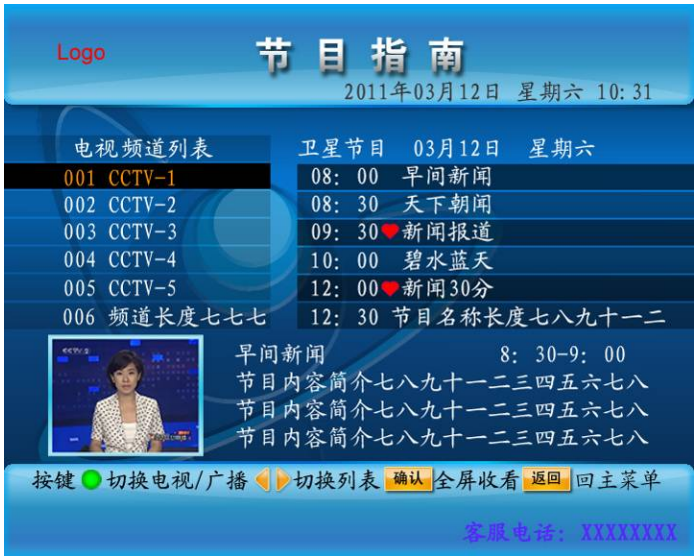 Logo
节目指南
2011年03月12日 星期六 10:31
电视频道列表
卫星节目 03月12日 星期六
001 CCTV-1
08: 00 早间新闻
002 CCTV-2
08: 30 天下朝闻
003 CCTV-3
09: 30 新闻报道
004 CCTV-4
10: 00 碧水蓝天
005 CCTV-5
12: 00 新闻30分
006 频道长度七七七
12: 30 节目名称长度七八九十一二
早间新闻 8: 30-9: 00
节目内容简介七八九十一二三四五六七八
节目内容简介七八九十一二三四五六七八
节目内容简介七八九十一二三四五六七八
按键 切换电视/广播 切换列表 确认 全屏收看 返回 回主菜单
客服电话: XXXXXXXX